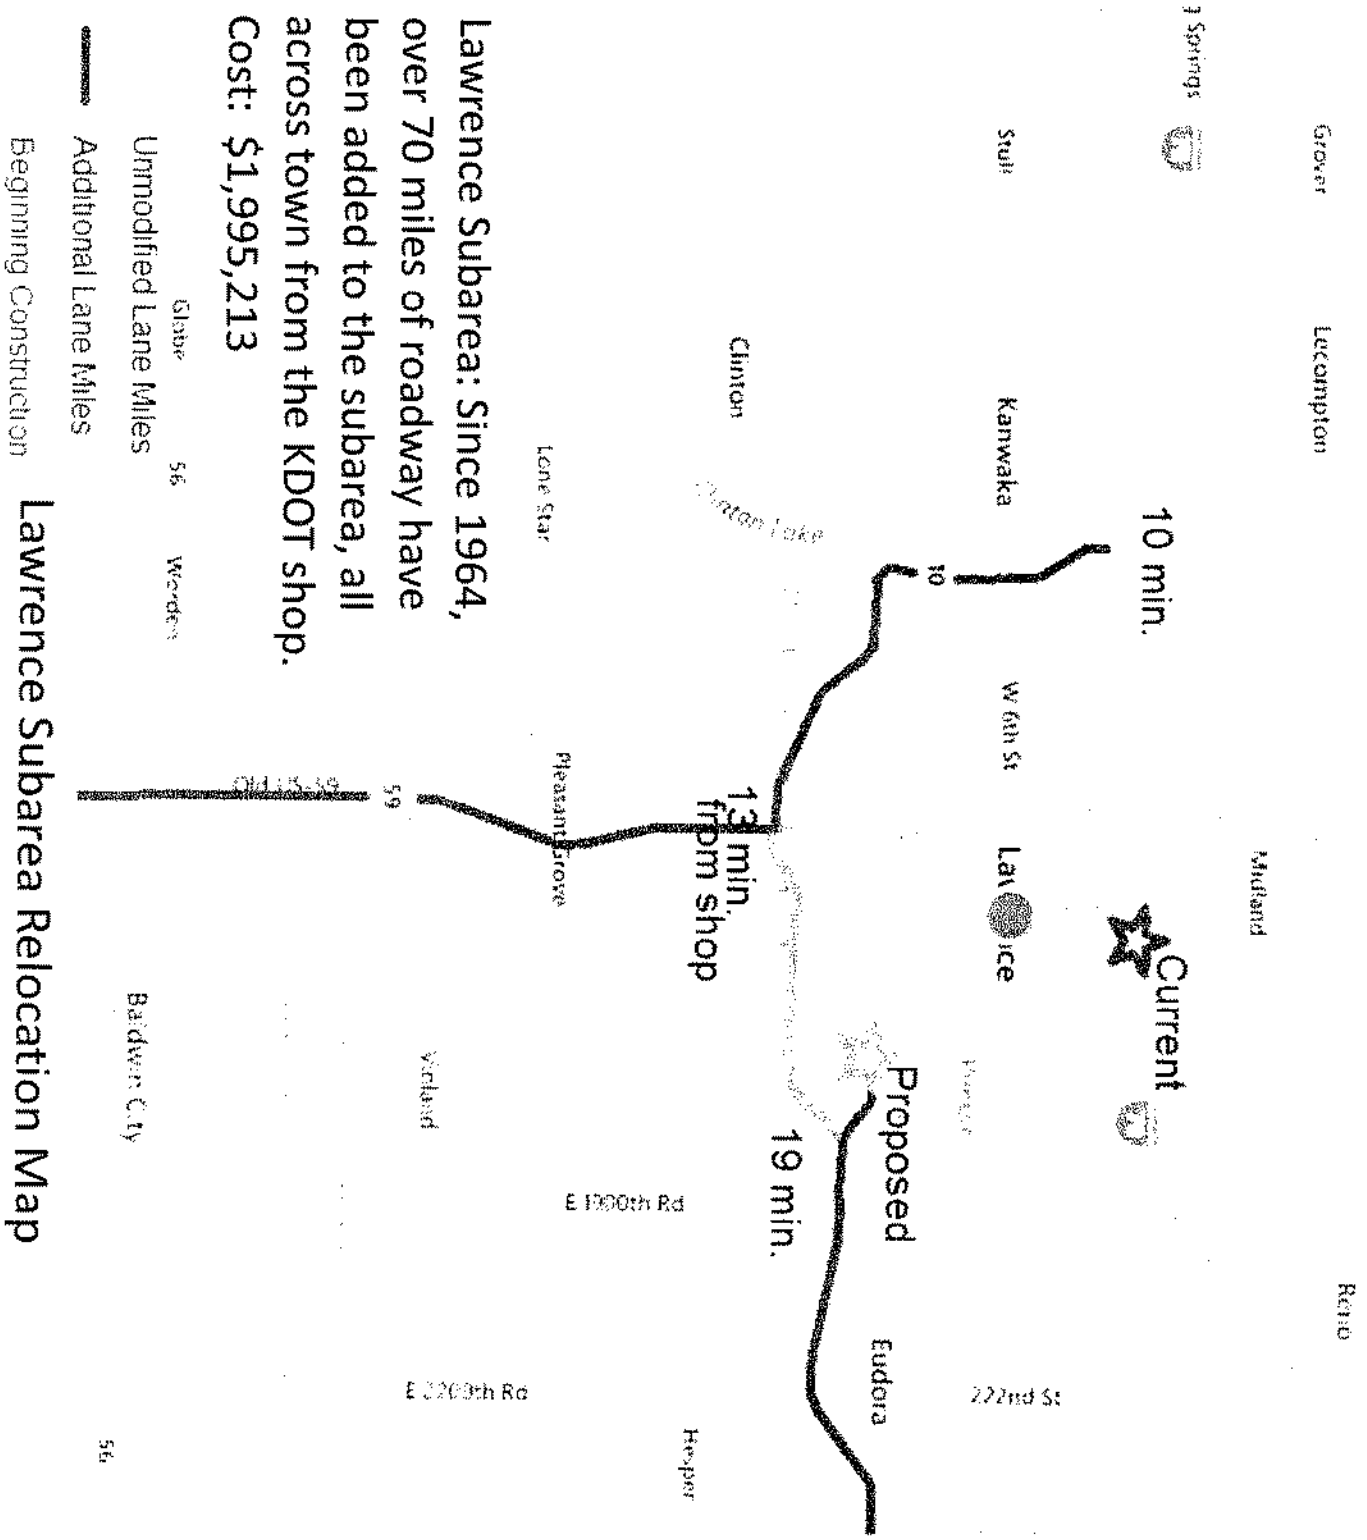 Grover
Lecompton
Midland
Reno
Springs
10 min.
Current
Stull
Kanwaka
W 6th St
Law ice
222nd St
10
Proposed
Eudora
Clinton
Clinton Lake
13 min.
from shop
19 min.
Hesper
Lone Star
Pleasant Grove
E 1900th Rd
Lawrence Subarea: Since 1964,
over 70 miles of roadway have
been added to the subarea, all
across town from the KDOT shop.
Cost: $1,995,213
59
Old US-59
Vinland
E 2200th Rd
Globe
56
Worden
Baldwin City
56
Unmodified Lane Miles
Additional Lane Miles
Beginning Construction
Lawrence Subarea Relocation Map